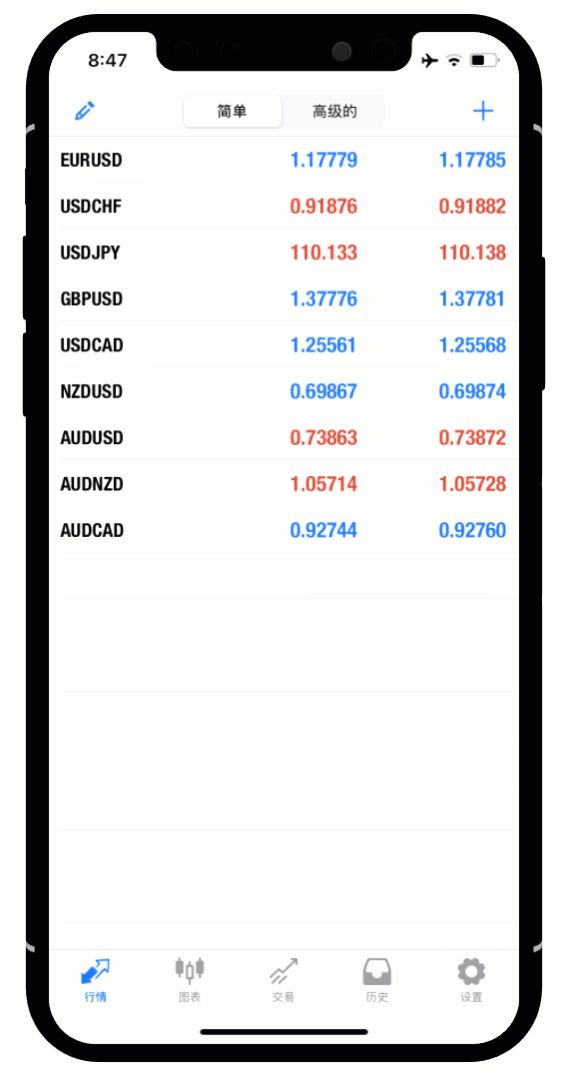 8:47
简单 高级的
EURUSD 1.17779 1.17785
USDCHF 0.91876 0.91882
USDJPY 110.133 110.138
GBPUSD 1.37776 1.37781
USDCAD 1.25561 1.25568
NZDUSD 0.69867 0.69874
AUDUSD 0.73863 0.73872
AUDNZD 1.05714 1.05728
AUDCAD 0.92744 0.92760
行情 图表 交易 历史 设置